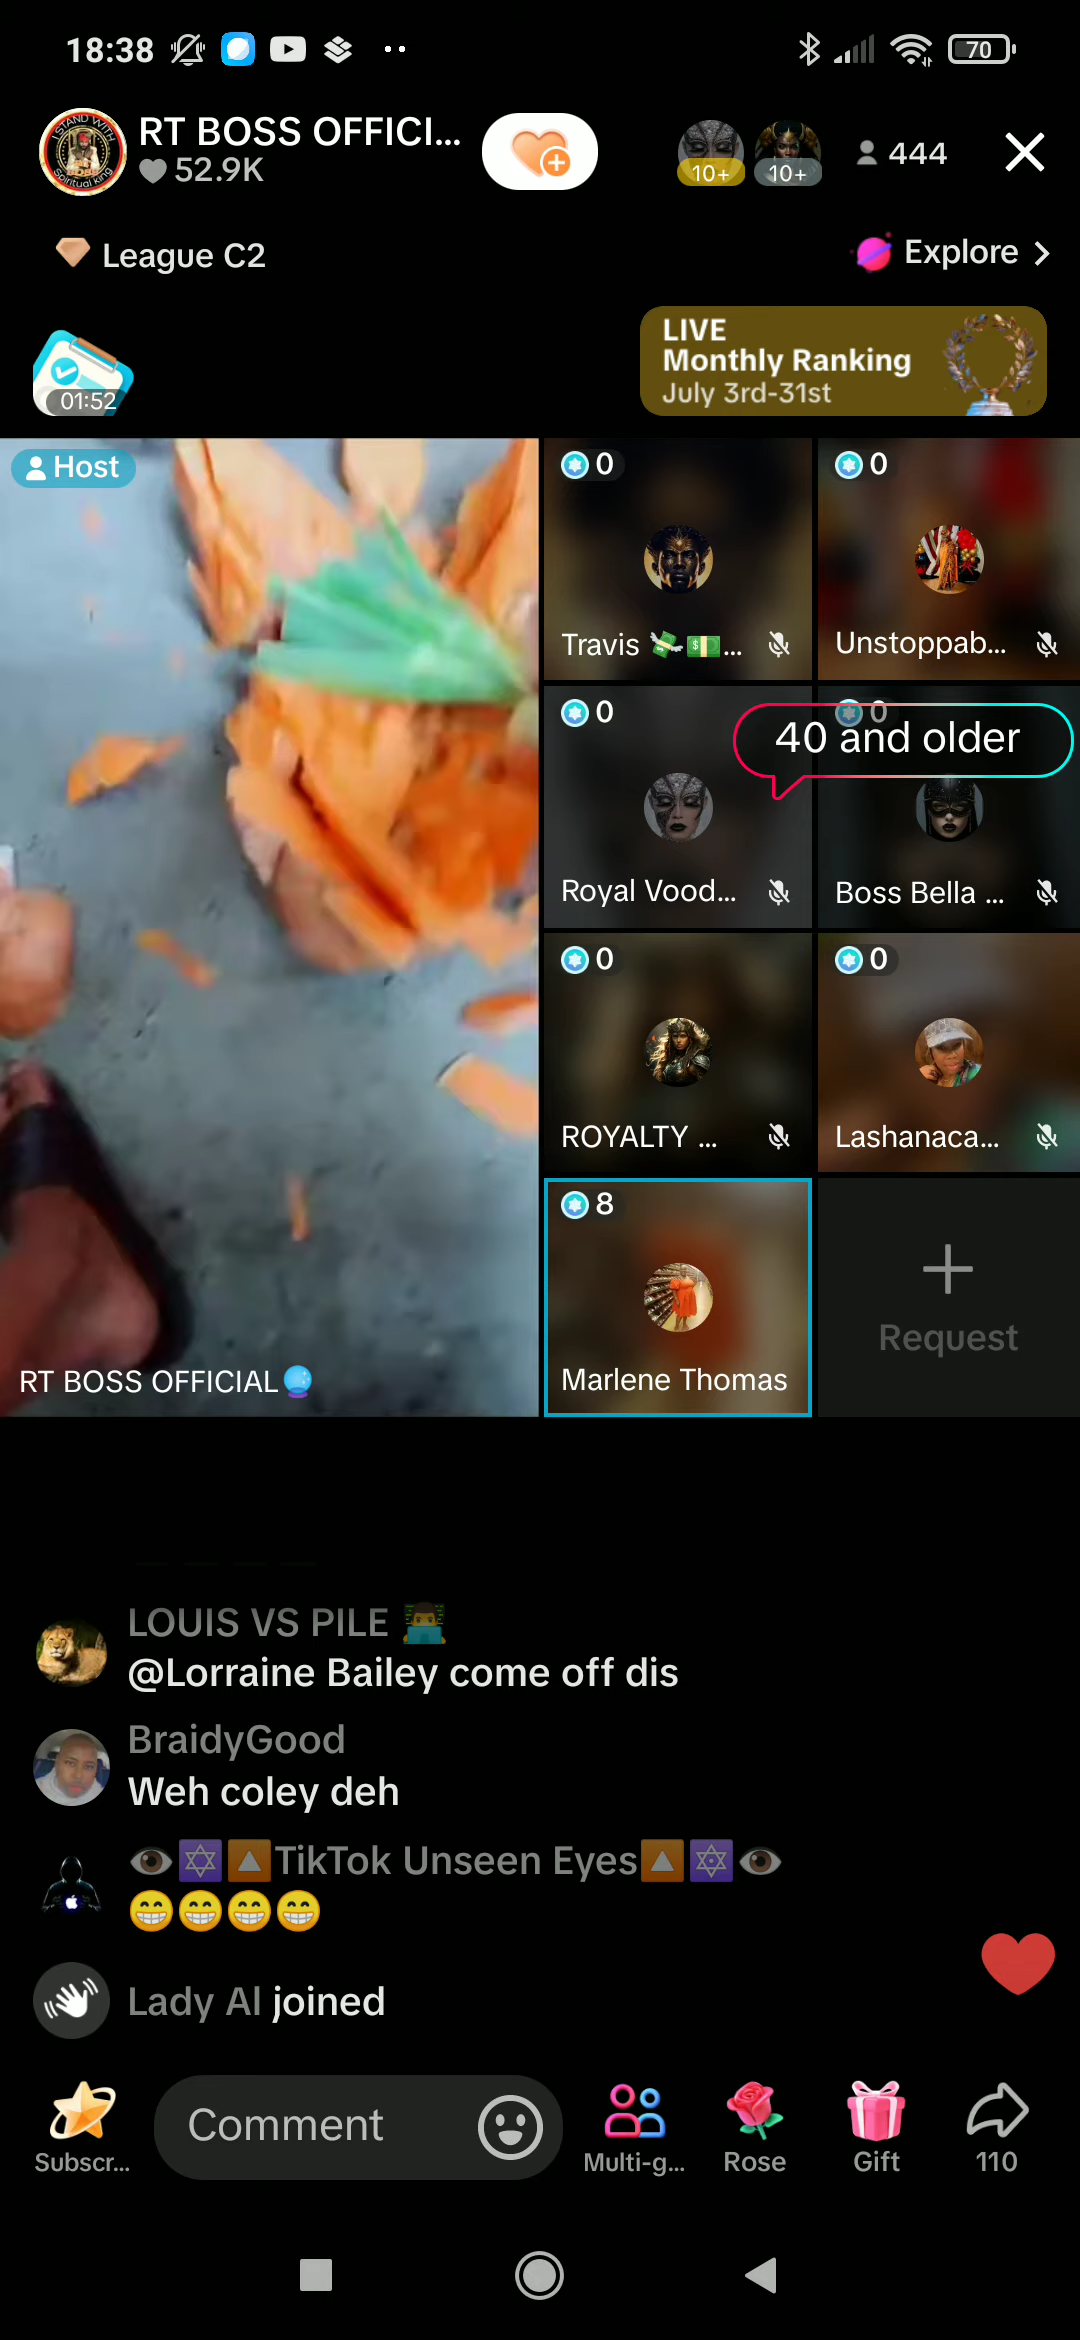 18:38
70
RT BOSS OFFICI...
52.9K
10+
10+
444
League C2
Explore
LIVE
Monthly Ranking
July 3rd-31st
01:52
Host
0
0
Travis 💸💵...
Unstoppab...
0
0
40 and older
Royal Vood...
Boss Bella ...
0
0
ROYALTY ...
Lashanaca...
8
Marlene Thomas
Request
RT BOSS OFFICIAL🔮
LOUIS VS PILE 👨‍💻
@Lorraine Bailey come off dis
BraidyGood
Weh coley deh
👁️🔯🔼TikTok Unseen Eyes🔼🔯👁️
😁😁😁😁
Lady Al joined
Comment
Subscr...
Multi-g...
Rose
Gift
110